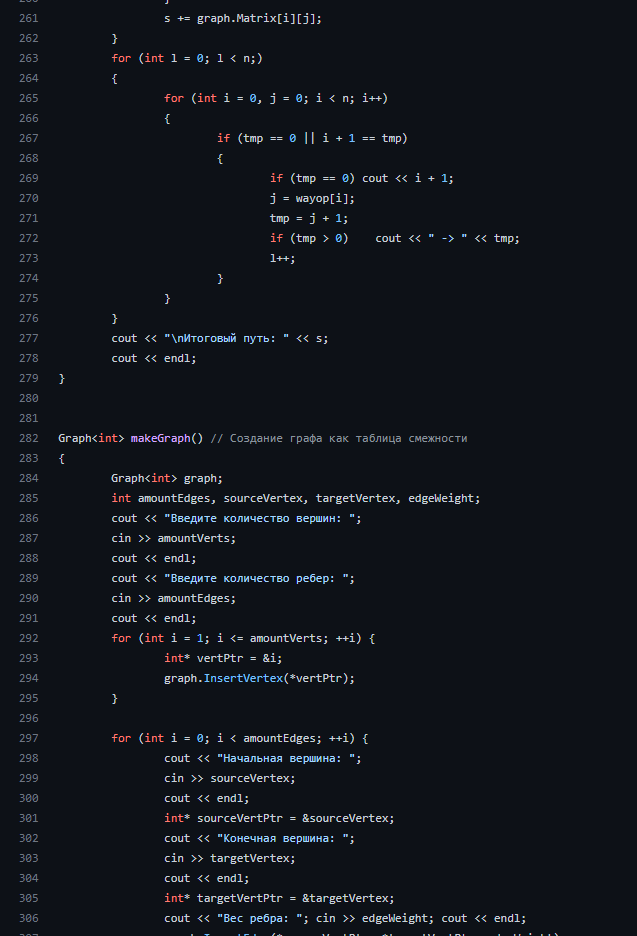 261 s += graph.Matrix[i][j];
262 }
263 for (int l = 0; l < n;)
264 {
265 for (int i = 0, j = 0; i < n; i++)
266 {
267 if (tmp == 0 || i + 1 == tmp)
268 {
269 if (tmp == 0) cout << i + 1;
270 j = wayop[i];
271 tmp = j + 1;
272 if (tmp > 0)    cout << " -> " << tmp;
273 l++;
274 }
275 }
276 }
277 cout << "\nИтоговый путь: " << s;
278 cout << endl;
279 }
280
281
282 Graph<int> makeGraph() // Создание графа как таблица смежности
283 {
284 Graph<int> graph;
285 int amountEdges, sourceVertex, targetVertex, edgeWeight;
286 cout << "Введите количество вершин: ";
287 cin >> amountVerts;
288 cout << endl;
289 cout << "Введите количество ребер: ";
290 cin >> amountEdges;
291 cout << endl;
292 for (int i = 1; i <= amountVerts; ++i) {
293 int* vertPtr = &i;
294 graph.InsertVertex(*vertPtr);
295 }
296
297 for (int i = 0; i < amountEdges; ++i) {
298 cout << "Начальная вершина: ";
299 cin >> sourceVertex;
300 cout << endl;
301 int* sourceVertPtr = &sourceVertex;
302 cout << "Конечная вершина: ";
303 cin >> targetVertex;
304 cout << endl;
305 int* targetVertPtr = &targetVertex;
306 cout << "Вес ребра: "; cin >> edgeWeight; cout << endl;